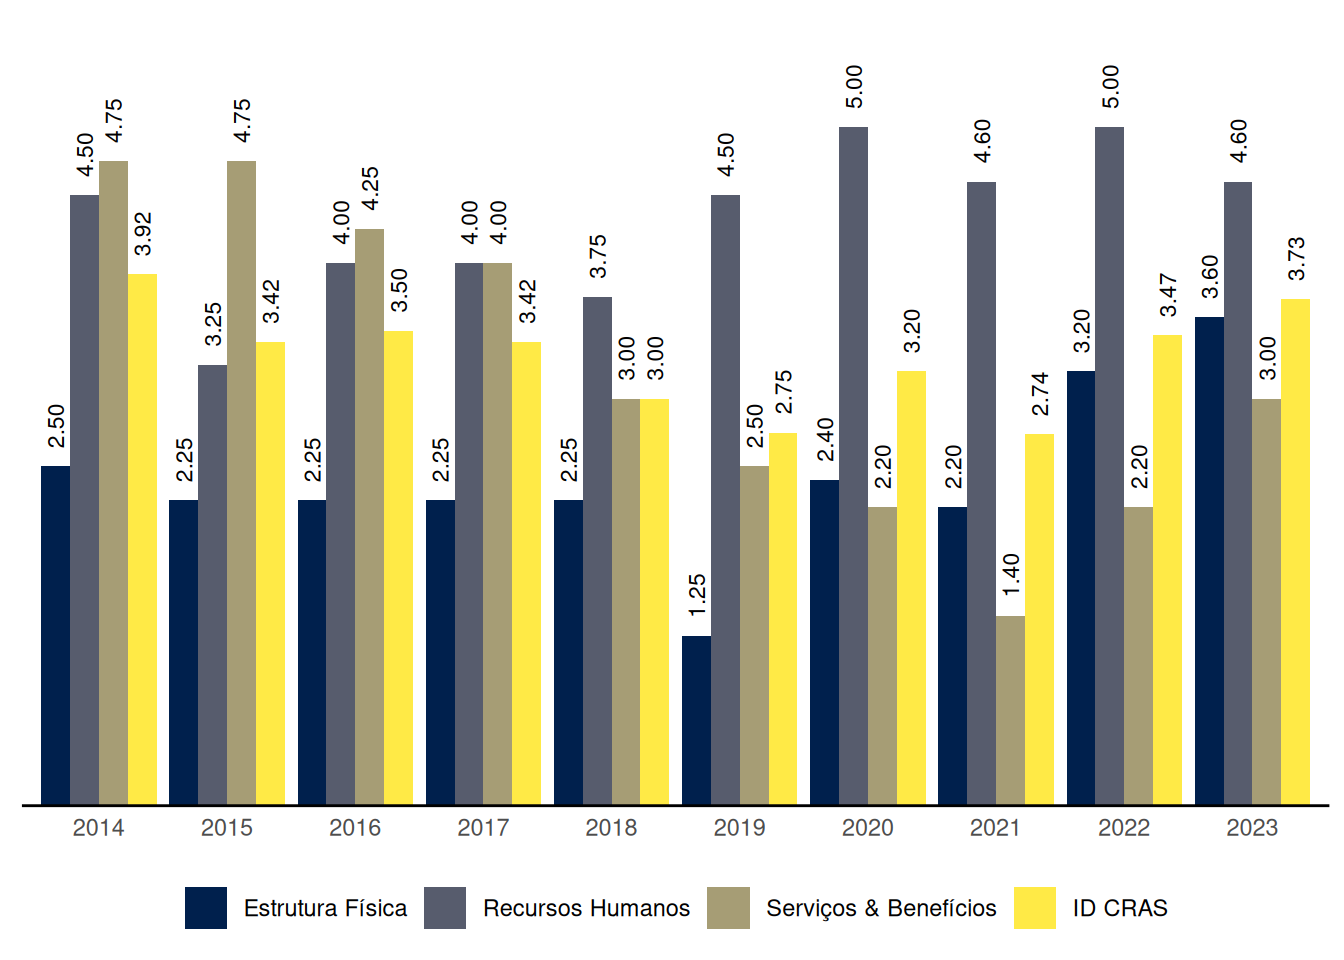 2.50 4.50 4.75 3.92
2.25 3.25 4.75 3.42
2.25 4.00 4.25 3.50
2.25 4.00 4.00 3.42
2.25 3.75 3.00 3.00
1.25 4.50 2.50 2.75
2.40 5.00 2.20 3.20
2.20 4.60 1.40 2.74
3.20 5.00 2.20 3.47
3.60 4.60 3.00 3.73
2014 2015 2016 2017 2018 2019 2020 2021 2022 2023
Estrutura Física Recursos Humanos Serviços & Benefícios ID CRAS